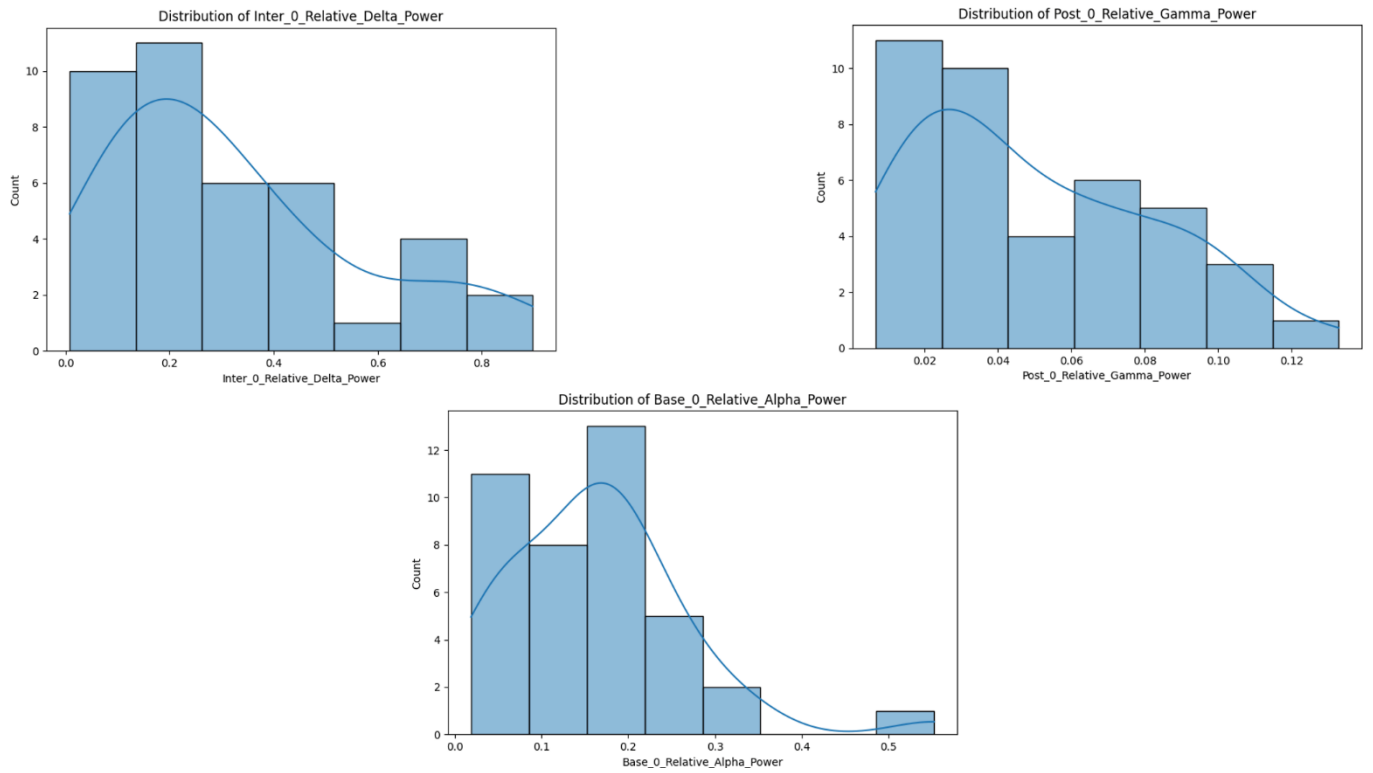 Distribution of Inter_0_Relative_Delta_Power
Count
10
8
6
4
2
0
0.0 0.2 0.4 0.6 0.8
Inter_0_Relative_Delta_Power
Distribution of Post_0_Relative_Gamma_Power
Count
10
8
6
4
2
0
0.02 0.04 0.06 0.08 0.10 0.12
Post_0_Relative_Gamma_Power
Distribution of Base_0_Relative_Alpha_Power
Count
12
10
8
6
4
2
0
0.0 0.1 0.2 0.3 0.4 0.5
Base_0_Relative_Alpha_Power